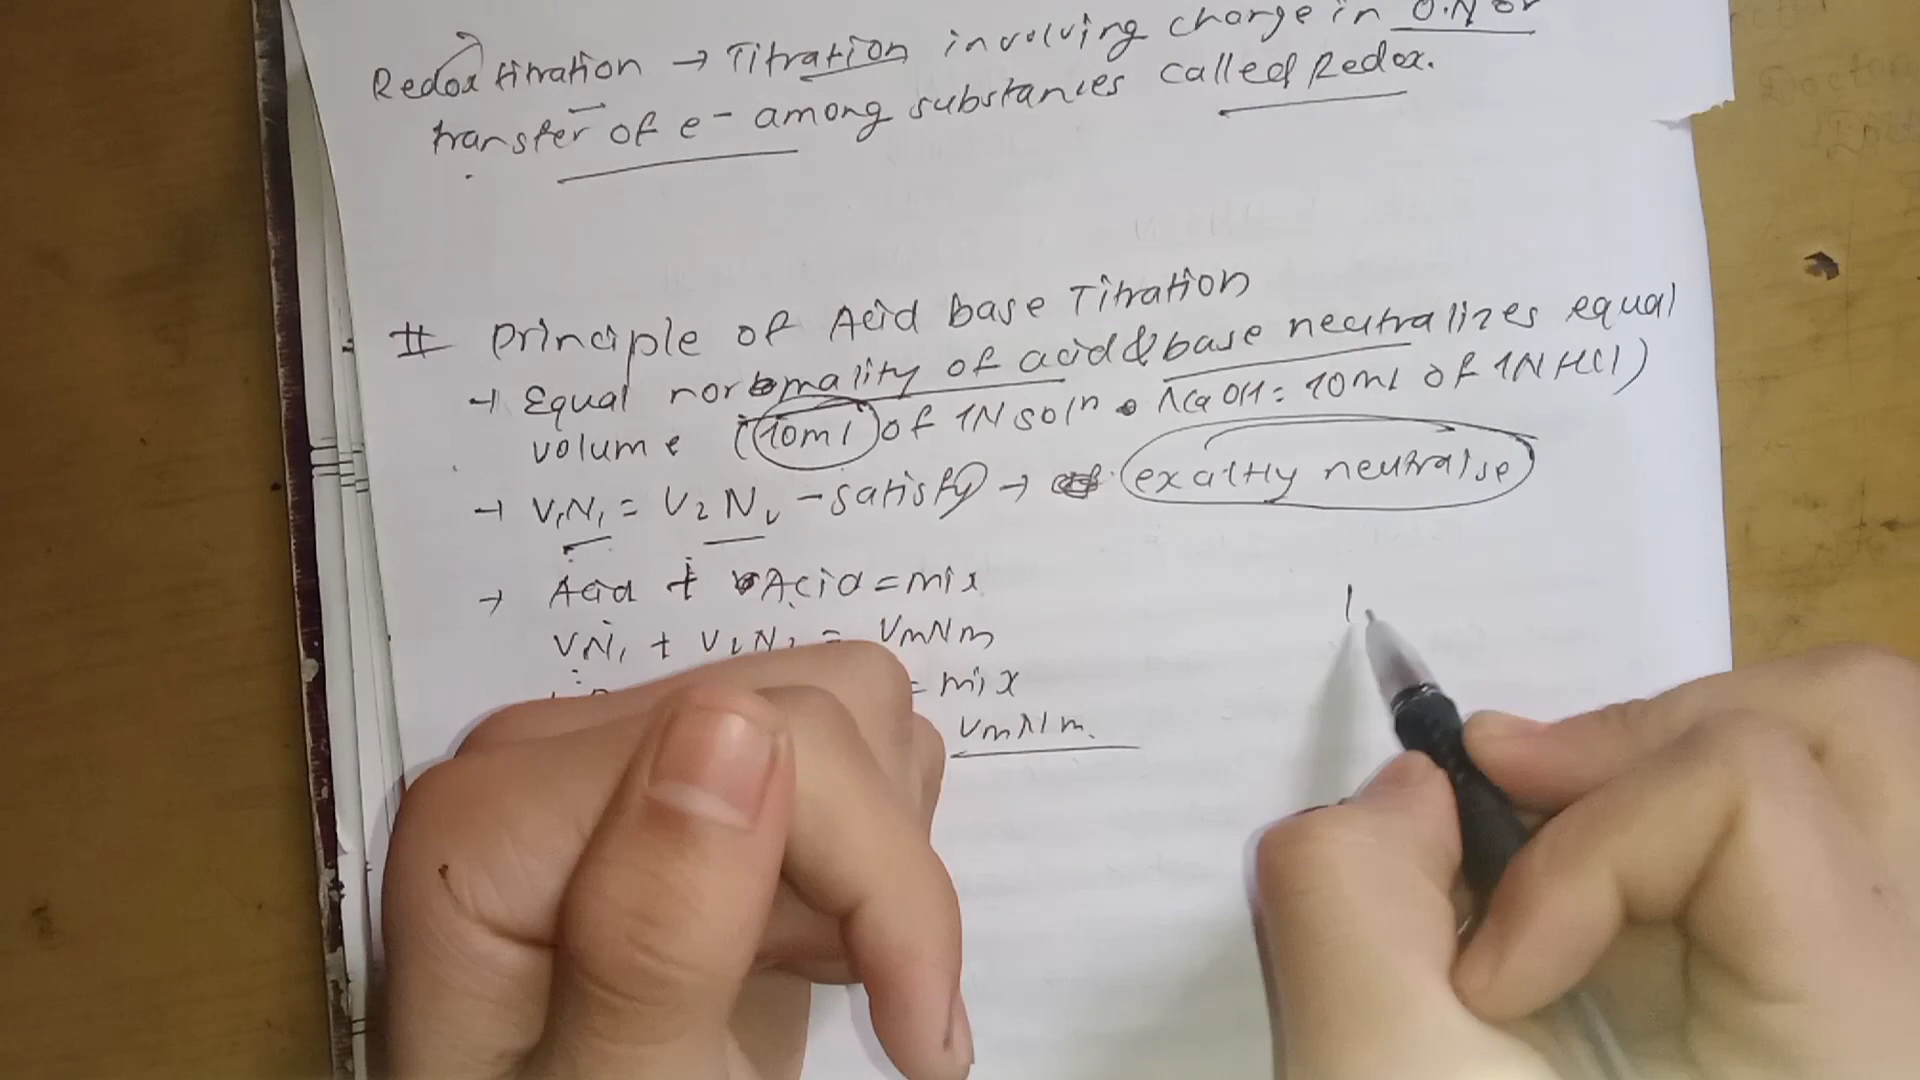 Redox titration → Titration involving change in O.N or
transfer of e- among substances called Redox.
# Principle of Acid base Titration
→ Equal normality of acid & base neutralizes equal
volume (10ml of 1N soln NaOH = 10ml of 1N HCl)
→ V₁N₁ = V₂N₂ - satisfy → exactly neutralise
→ Acid + Acid = mix
V₁N₁ + V₂N₂ = VmNm
= mix
VmNm.